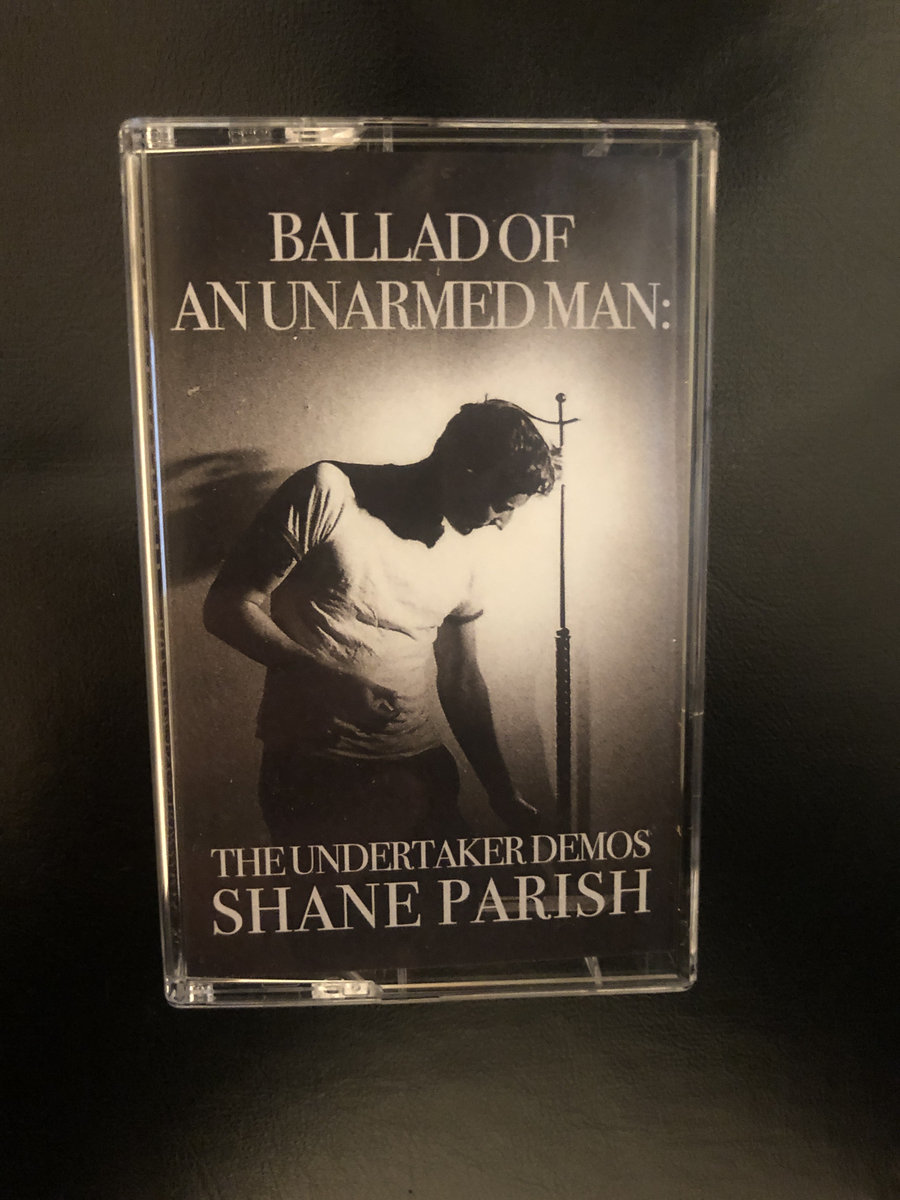 BALLAD OF
AN UNARMED MAN:
THE UNDERTAKER DEMOS
SHANE PARISH